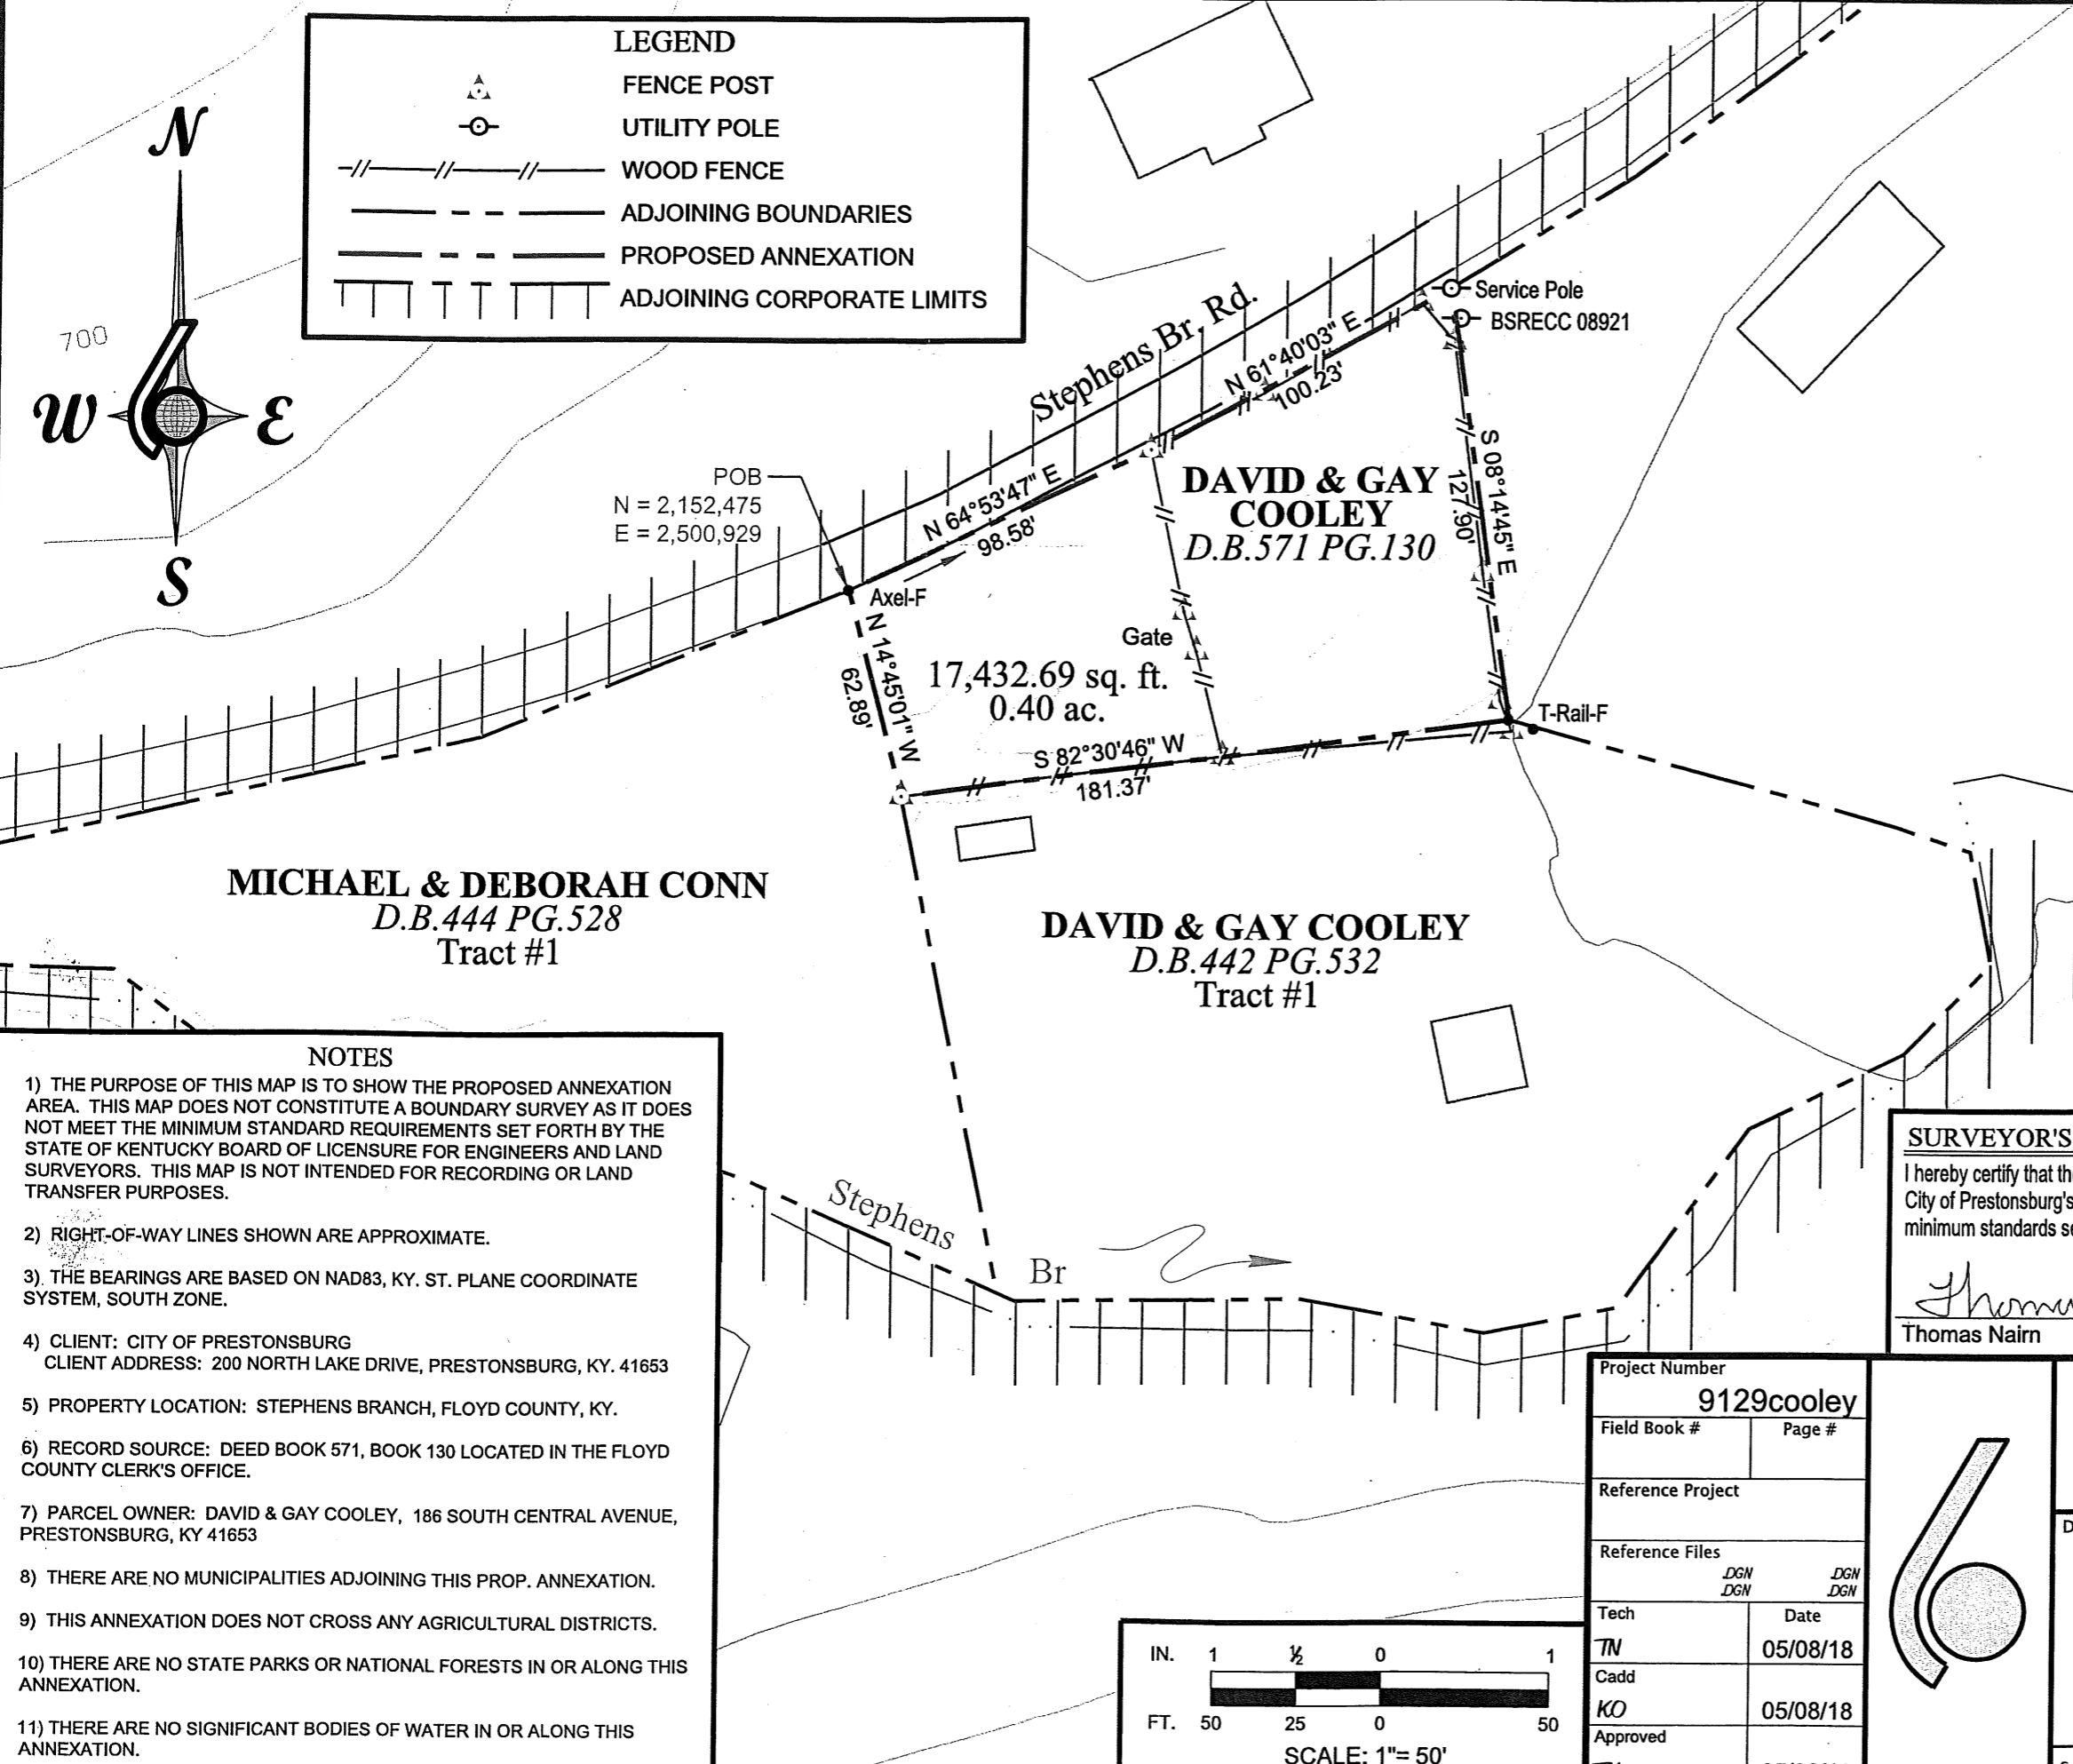 LEGEND
FENCE POST
UTILITY POLE
WOOD FENCE
ADJOINING BOUNDARIES
PROPOSED ANNEXATION
ADJOINING CORPORATE LIMITS
N
W
E
S
700
Service Pole
BSRECC 08921
Stephens Br. Rd.
N 61°40'03" E
100.23'
POB
N = 2,152,475
E = 2,500,929
N 64°53'47" E
98.58'
Axel-F
DAVID & GAY
COOLEY
D.B.571 PG.130
S 08°14'45" E
127.90'
Gate
N 14°45'01" W
62.89'
17,432.69 sq. ft.
0.40 ac.
T-Rail-F
S 82°30'46" W
181.37'
MICHAEL & DEBORAH CONN
D.B.444 PG.528
Tract #1
DAVID & GAY COOLEY
D.B.442 PG.532
Tract #1
Stephens
Br
NOTES
1) THE PURPOSE OF THIS MAP IS TO SHOW THE PROPOSED ANNEXATION
AREA. THIS MAP DOES NOT CONSTITUTE A BOUNDARY SURVEY AS IT DOES
NOT MEET THE MINIMUM STANDARD REQUIREMENTS SET FORTH BY THE
STATE OF KENTUCKY BOARD OF LICENSURE FOR ENGINEERS AND LAND
SURVEYORS. THIS MAP IS NOT INTENDED FOR RECORDING OR LAND
TRANSFER PURPOSES.
2) RIGHT-OF-WAY LINES SHOWN ARE APPROXIMATE.
3) THE BEARINGS ARE BASED ON NAD83, KY. ST. PLANE COORDINATE
SYSTEM, SOUTH ZONE.
4) CLIENT: CITY OF PRESTONSBURG
CLIENT ADDRESS: 200 NORTH LAKE DRIVE, PRESTONSBURG, KY. 41653
5) PROPERTY LOCATION: STEPHENS BRANCH, FLOYD COUNTY, KY.
6) RECORD SOURCE: DEED BOOK 571, BOOK 130 LOCATED IN THE FLOYD
COUNTY CLERK'S OFFICE.
7) PARCEL OWNER: DAVID & GAY COOLEY, 186 SOUTH CENTRAL AVENUE,
PRESTONSBURG, KY 41653
8) THERE ARE NO MUNICIPALITIES ADJOINING THIS PROP. ANNEXATION.
9) THIS ANNEXATION DOES NOT CROSS ANY AGRICULTURAL DISTRICTS.
10) THERE ARE NO STATE PARKS OR NATIONAL FORESTS IN OR ALONG THIS
ANNEXATION.
11) THERE ARE NO SIGNIFICANT BODIES OF WATER IN OR ALONG THIS
ANNEXATION.
SURVEYOR'S
I hereby certify that
City of Prestonsburg's
minimum standards
Thomas Nairn
Project Number
9129cooley
Field Book # Page #
Reference Project
Reference Files
.DGN .DGN
.DGN .DGN
Tech Date
TN 05/08/18
Cadd
KO 05/08/18
Approved
IN. 1 ½ 0 1
FT. 50 25 0 50
SCALE: 1"= 50'